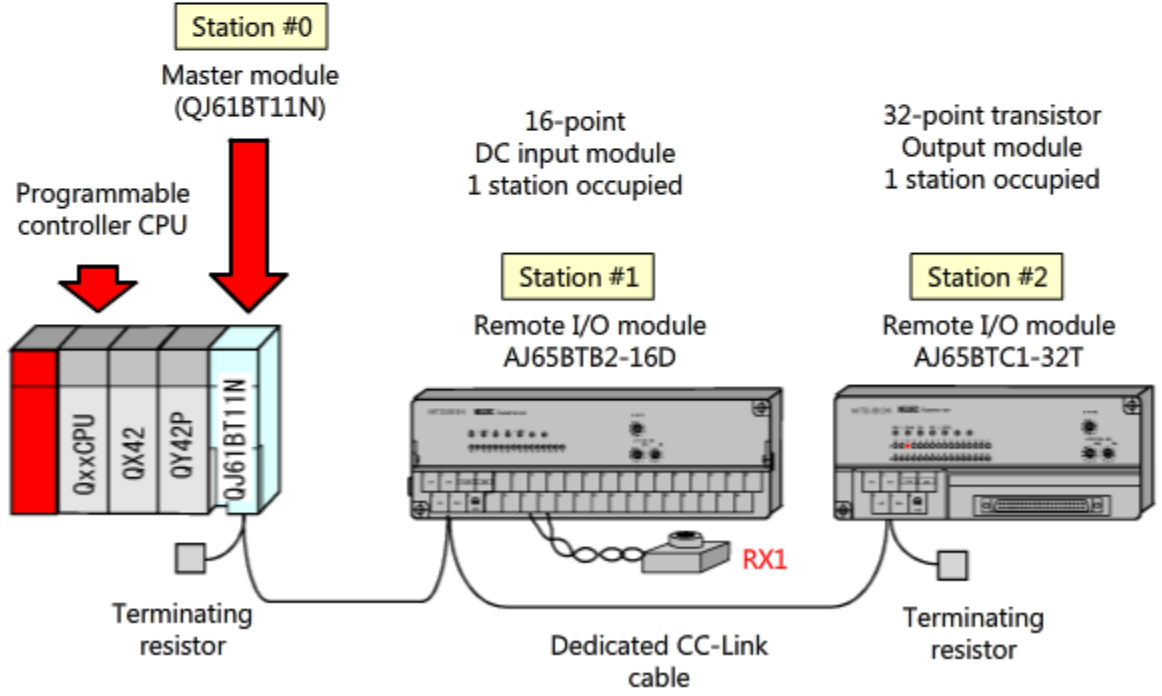 Station #0
Master module
(QJ61BT11N)
Programmable
controller CPU
16-point
DC input module
1 station occupied
32-point transistor
Output module
1 station occupied
Station #1
Station #2
Remote I/O module
AJ65BTB2-16D
Remote I/O module
AJ65BTC1-32T
QxxCPU
QX42
QY42P
QJ61BT11N
RX1
Terminating
resistor
Dedicated CC-Link
cable
Terminating
resistor